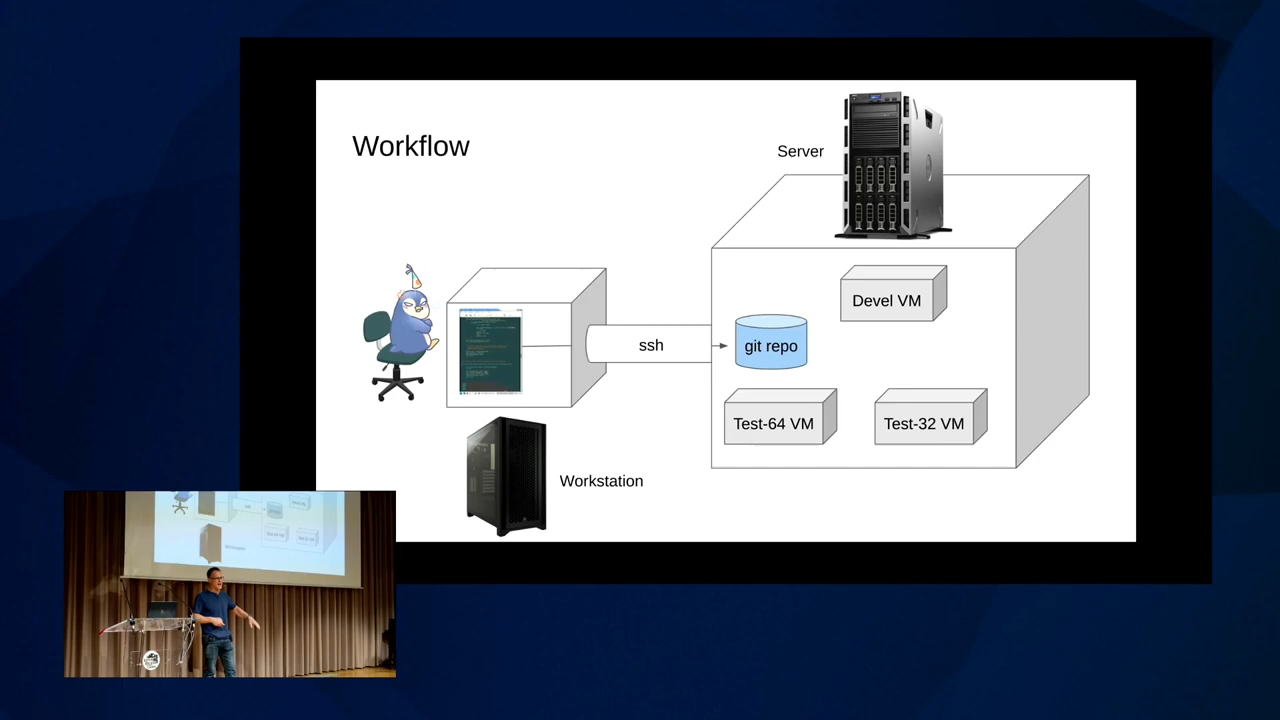 Workflow
Server
Devel VM
ssh
git repo
Test-64 VM
Test-32 VM
Workstation